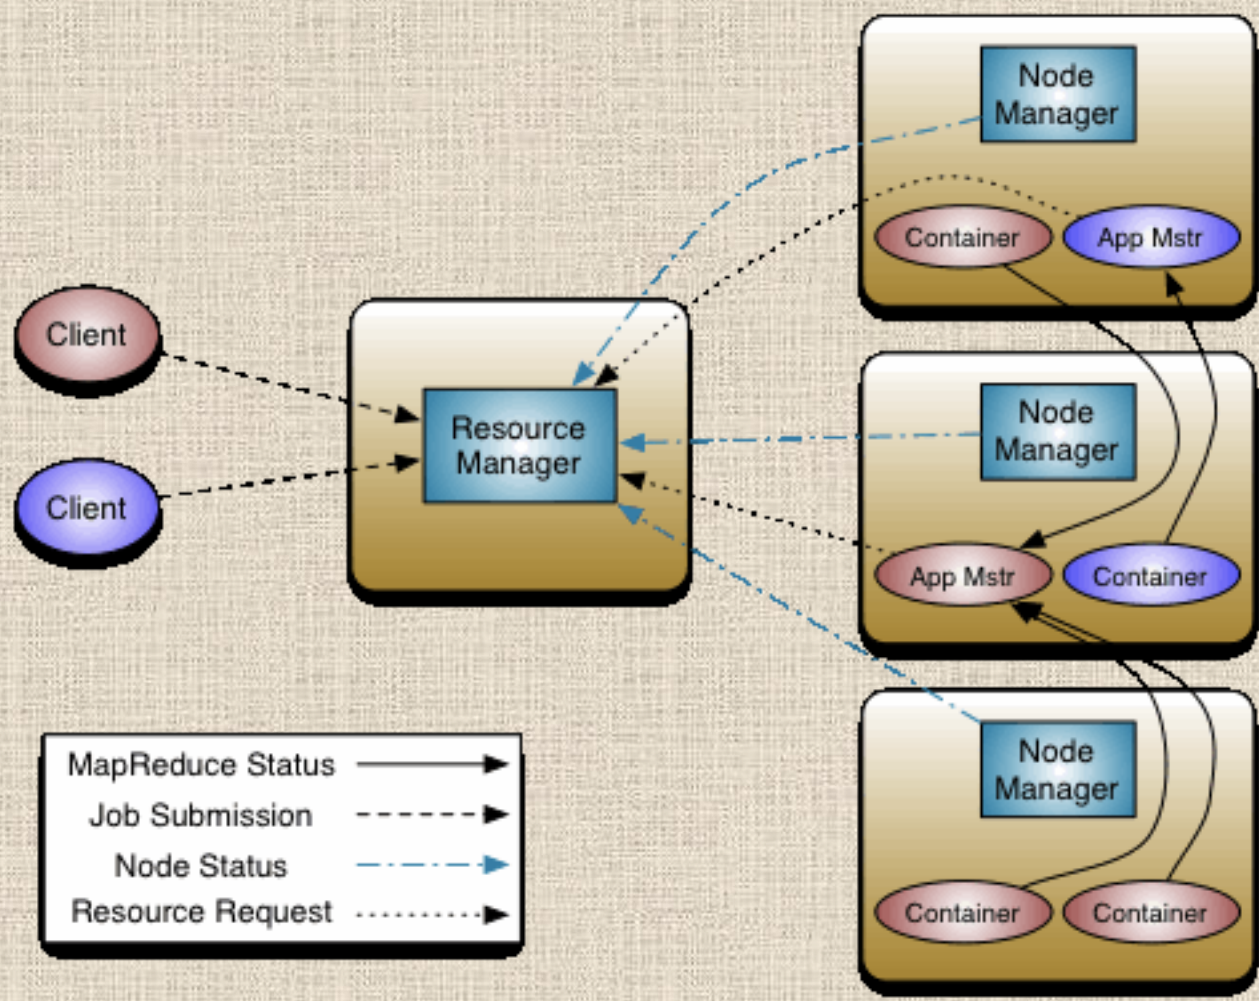 Node
Manager
Container
App Mstr
Client
Resource
Manager
Node
Manager
Client
App Mstr
Container
Node
Manager
MapReduce Status
Job Submission
Node Status
Resource Request
Container
Container